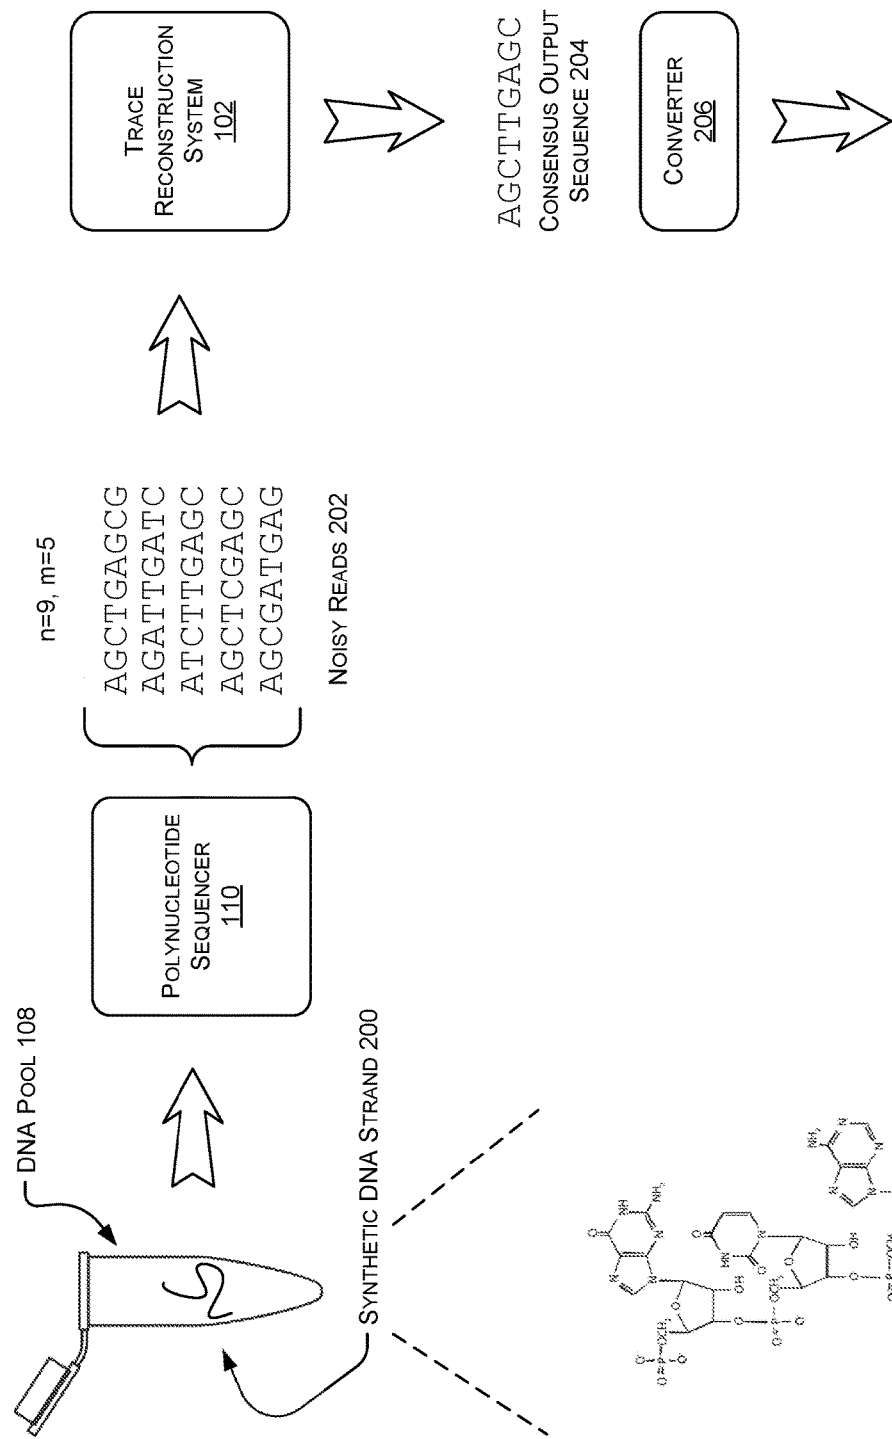 DNA POOL 108
SYNTHETIC DNA STRAND 200
POLYNUCLEOTIDE
SEQUENCER
110
n=9, m=5
AGCTGAGCG
AGATTGATC
ATCTTGAGC
AGCTCGAGC
AGCGATGAG
NOISY READS 202
TRACE
RECONSTRUCTION
SYSTEM
102
AGCTTGAGC
CONSENSUS OUTPUT
SEQUENCE 204
CONVERTER
206